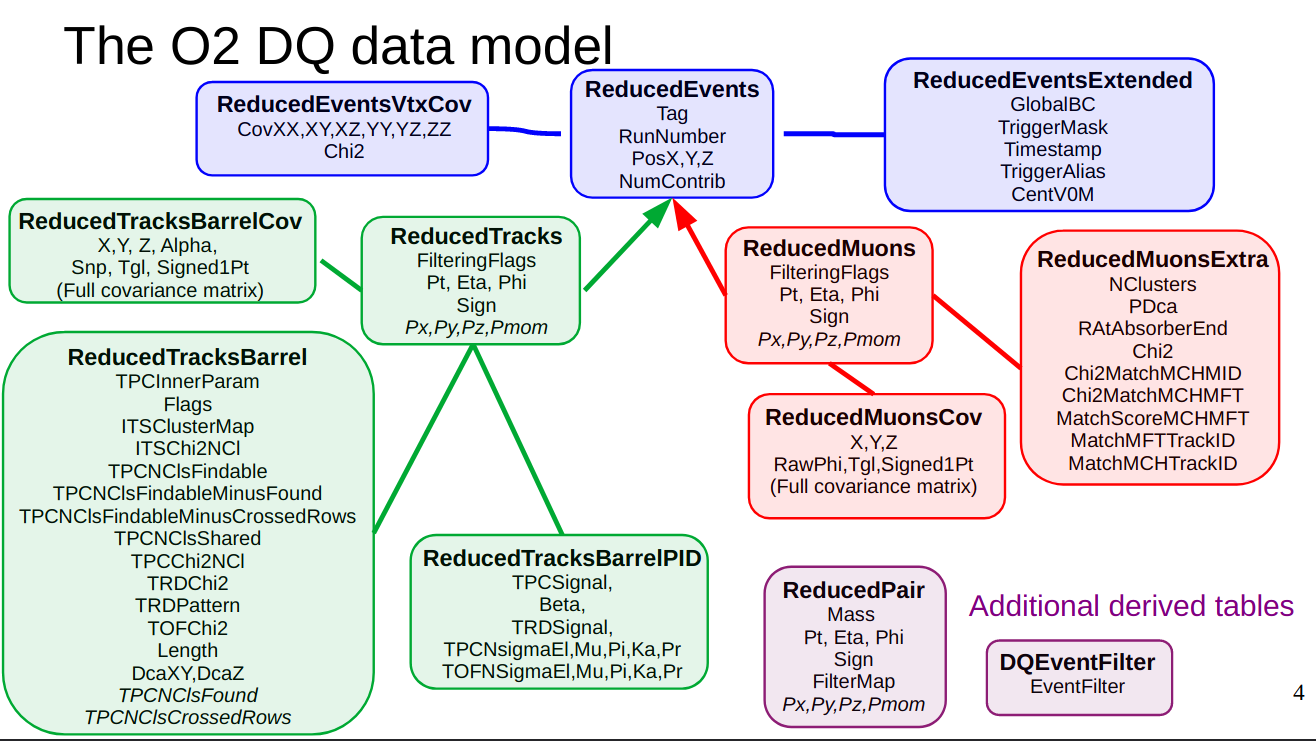 The O2 DQ data model
ReducedEventsVtxCov
CovXX,XY,XZ,YY,YZ,ZZ
Chi2
ReducedEvents
Tag
RunNumber
PosX,Y,Z
NumContrib
ReducedEventsExtended
GlobalBC
TriggerMask
Timestamp
TriggerAlias
CentV0M
ReducedTracksBarrelCov
X,Y, Z, Alpha,
Snp, Tgl, Signed1Pt
(Full covariance matrix)
ReducedTracks
FilteringFlags
Pt, Eta, Phi
Sign
Px,Py,Pz,Pmom
ReducedMuons
FilteringFlags
Pt, Eta, Phi
Sign
Px,Py,Pz,Pmom
ReducedMuonsExtra
NClusters
PDca
RAtAbsorberEnd
Chi2
Chi2MatchMCHMID
Chi2MatchMCHMFT
MatchScoreMCHMFT
MatchMFTTrackID
MatchMCHTrackID
ReducedTracksBarrel
TPCInnerParam
Flags
ITSClusterMap
ITSChi2NCl
TPCNClsFindable
TPCNClsFindableMinusFound
TPCNClsFindableMinusCrossedRows
TPCNClsShared
TPCChi2NCl
TRDChi2
TRDPattern
TOFChi2
Length
DcaXY,DcaZ
TPCNClsFound
TPCNClsCrossedRows
ReducedMuonsCov
X,Y,Z
RawPhi,Tgl,Signed1Pt
(Full covariance matrix)
ReducedTracksBarrelPID
TPCSignal,
Beta,
TRDSignal,
TPCNsigmaEl,Mu,Pi,Ka,Pr
TOFNSigmaEl,Mu,Pi,Ka,Pr
ReducedPair
Mass
Pt, Eta, Phi
Sign
FilterMap
Px,Py,Pz,Pmom
Additional derived tables
DQEventFilter
EventFilter
4